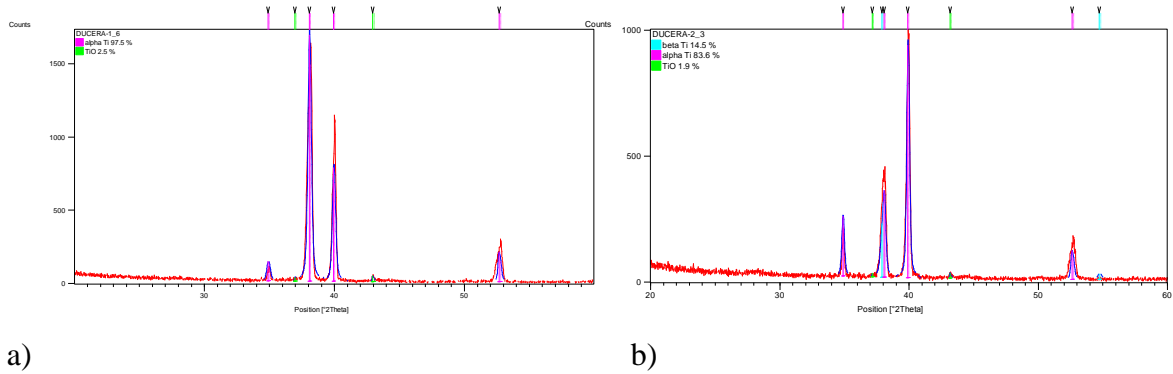 Counts
DUCERA-1_6
alpha Ti 97.5 %
TiO 2.5 %
1500
1000
500
0
30
40
50
Position [°2Theta]
a)
Counts
DUCERA-2_3
beta Ti 14.5 %
alpha Ti 83.6 %
TiO 1.9 %
1000
500
0
20
30
40
50
60
Position [°2Theta]
b)